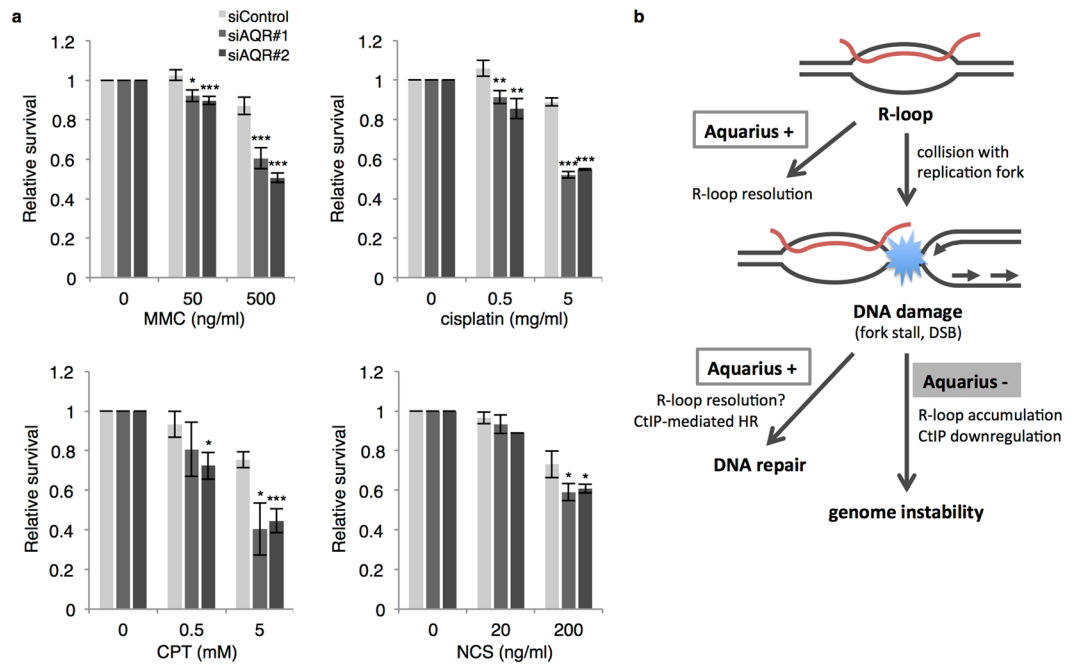 a
siControl
siAQR#1
siAQR#2
Relative survival
1.2
1
0.8
0.6
0.4
0.2
0
* *** *** ***
0 50 500
MMC (ng/ml)
Relative survival
1.2
1
0.8
0.6
0.4
0.2
0
** ** *** ***
0 0.5 5
cisplatin (mg/ml)
Relative survival
1.2
1
0.8
0.6
0.4
0.2
0
* * ***
0 0.5 5
CPT (mM)
Relative survival
1.2
1
0.8
0.6
0.4
0.2
0
* *
0 20 200
NCS (ng/ml)
b
R-loop
Aquarius +
R-loop resolution
collision with
replication fork
DNA damage
(fork stall, DSB)
Aquarius +
R-loop resolution?
CtIP-mediated HR
DNA repair
Aquarius -
R-loop accumulation
CtIP downregulation
genome instability